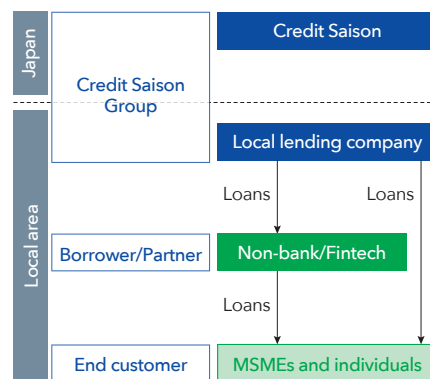 Japan
Credit Saison
Group
Credit Saison
Local area
Local lending company
Loans
Loans
Borrower/Partner
Non-bank/Fintech
Loans
End customer
MSMEs and individuals